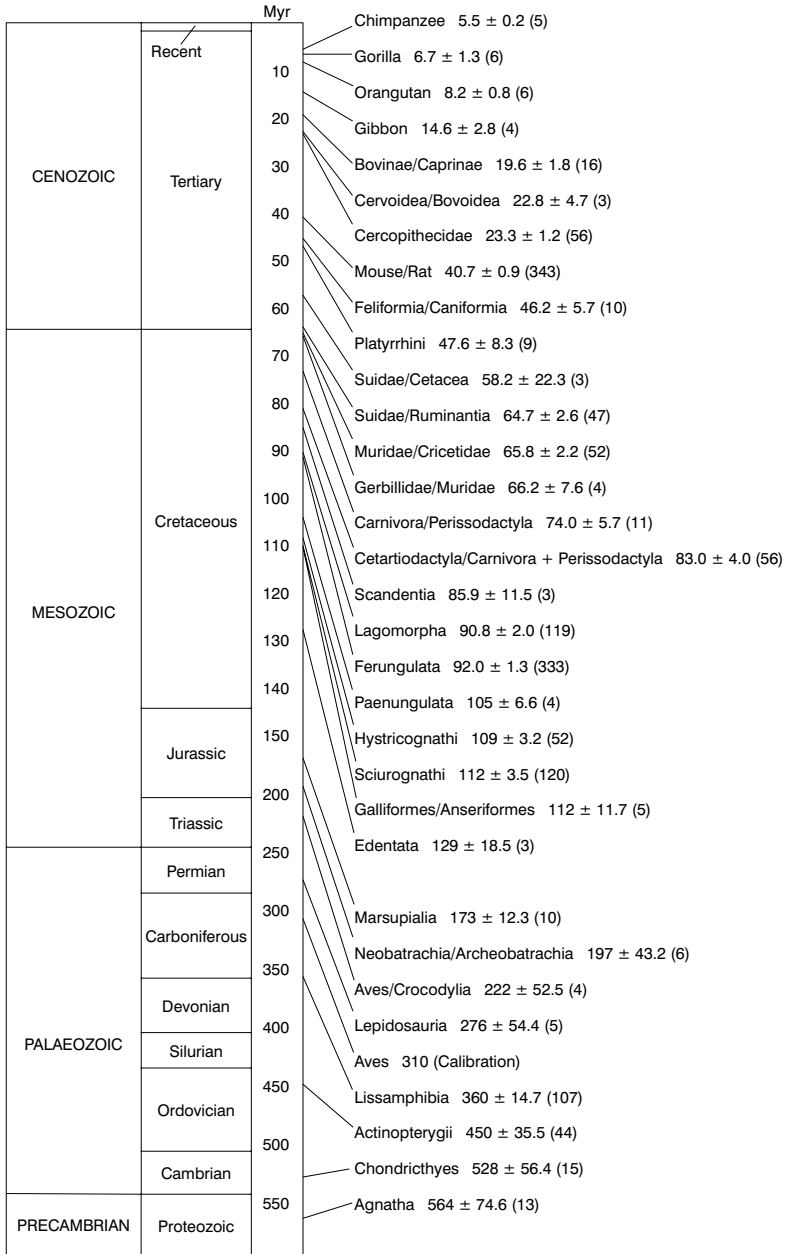 Myr
Recent
10
20
30
40
50
60
70
80
90
100
110
120
130
140
150
200
250
300
350
400
450
500
550
CENOZOIC
MESOZOIC
PALAEOZOIC
PRECAMBRIAN
Tertiary
Cretaceous
Jurassic
Triassic
Permian
Carboniferous
Devonian
Silurian
Ordovician
Cambrian
Proteozoic
Chimpanzee 5.5 ± 0.2 (5)
Gorilla 6.7 ± 1.3 (6)
Orangutan 8.2 ± 0.8 (6)
Gibbon 14.6 ± 2.8 (4)
Bovinae/Caprinae 19.6 ± 1.8 (16)
Cervoidea/Bovoidea 22.8 ± 4.7 (3)
Cercopithecidae 23.3 ± 1.2 (56)
Mouse/Rat 40.7 ± 0.9 (343)
Feliformia/Caniformia 46.2 ± 5.7 (10)
Platyrrhini 47.6 ± 8.3 (9)
Suidae/Cetacea 58.2 ± 22.3 (3)
Suidae/Ruminantia 64.7 ± 2.6 (47)
Muridae/Cricetidae 65.8 ± 2.2 (52)
Gerbillidae/Muridae 66.2 ± 7.6 (4)
Carnivora/Perissodactyla 74.0 ± 5.7 (11)
Cetartiodactyla/Carnivora + Perissodactyla 83.0 ± 4.0 (56)
Scandentia 85.9 ± 11.5 (3)
Lagomorpha 90.8 ± 2.0 (119)
Ferungulata 92.0 ± 1.3 (333)
Paenungulata 105 ± 6.6 (4)
Hystricognathi 109 ± 3.2 (52)
Sciurognathi 112 ± 3.5 (120)
Galliformes/Anseriformes 112 ± 11.7 (5)
Edentata 129 ± 18.5 (3)
Marsupialia 173 ± 12.3 (10)
Neobatrachia/Archeobatrachia 197 ± 43.2 (6)
Aves/Crocodylia 222 ± 52.5 (4)
Lepidosauria 276 ± 54.4 (5)
Aves 310 (Calibration)
Lissamphibia 360 ± 14.7 (107)
Actinopterygii 450 ± 35.5 (44)
Chondricthyes 528 ± 56.4 (15)
Agnatha 564 ± 74.6 (13)